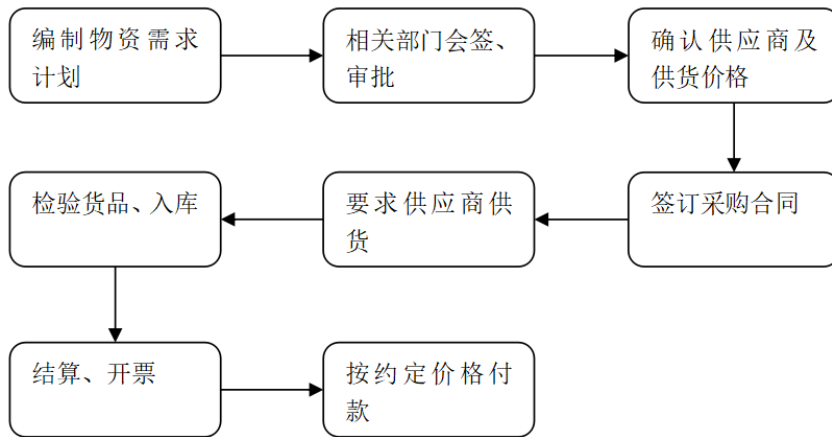 编制物资需求
计划
相关部门会签、
审批
确认供应商及
供货价格
签订采购合同
要求供应商供
货
检验货品、入库
结算、开票
按约定价格付
款